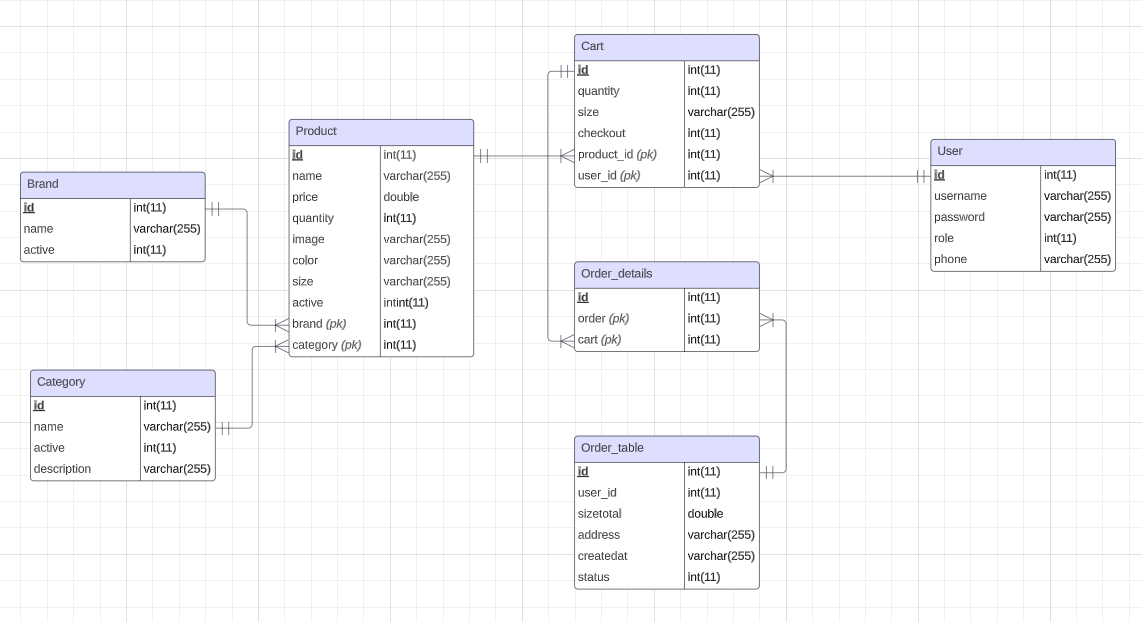 Cart
id int(11)
quantity int(11)
size varchar(255)
checkout int(11)
product_id (pk) int(11)
user_id (pk) int(11)
Product
id int(11)
name varchar(255)
price double
quantity int(11)
image varchar(255)
color varchar(255)
size varchar(255)
active intint(11)
brand (pk) int(11)
category (pk) int(11)
User
id int(11)
username varchar(255)
password varchar(255)
role int(11)
phone varchar(255)
Brand
id int(11)
name varchar(255)
active int(11)
Order_details
id int(11)
order (pk) int(11)
cart (pk) int(11)
Category
id int(11)
name varchar(255)
active int(11)
description varchar(255)
Order_table
id int(11)
user_id int(11)
sizetotal double
address varchar(255)
createdat varchar(255)
status int(11)